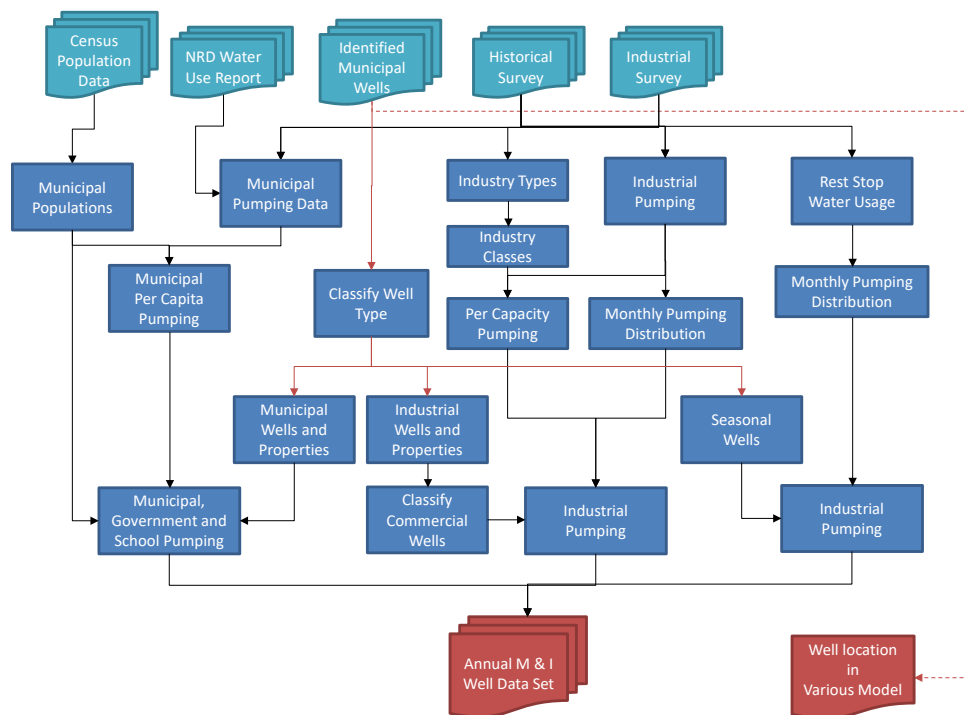 Census
Population
Data
NRD Water
Use Report
Identified
Municipal
Wells
Historical
Survey
Industrial
Survey
Municipal
Populations
Municipal
Pumping Data
Industry Types
Industrial
Pumping
Rest Stop
Water Usage
Industry
Classes
Municipal
Per Capita
Pumping
Classify Well
Type
Per Capacity
Pumping
Monthly Pumping
Distribution
Monthly Pumping
Distribution
Municipal
Wells and
Properties
Industrial
Wells and
Properties
Seasonal
Wells
Municipal,
Government and
School Pumping
Classify
Commercial
Wells
Industrial
Pumping
Industrial
Pumping
Annual M & I
Well Data Set
Well location
in
Various Model